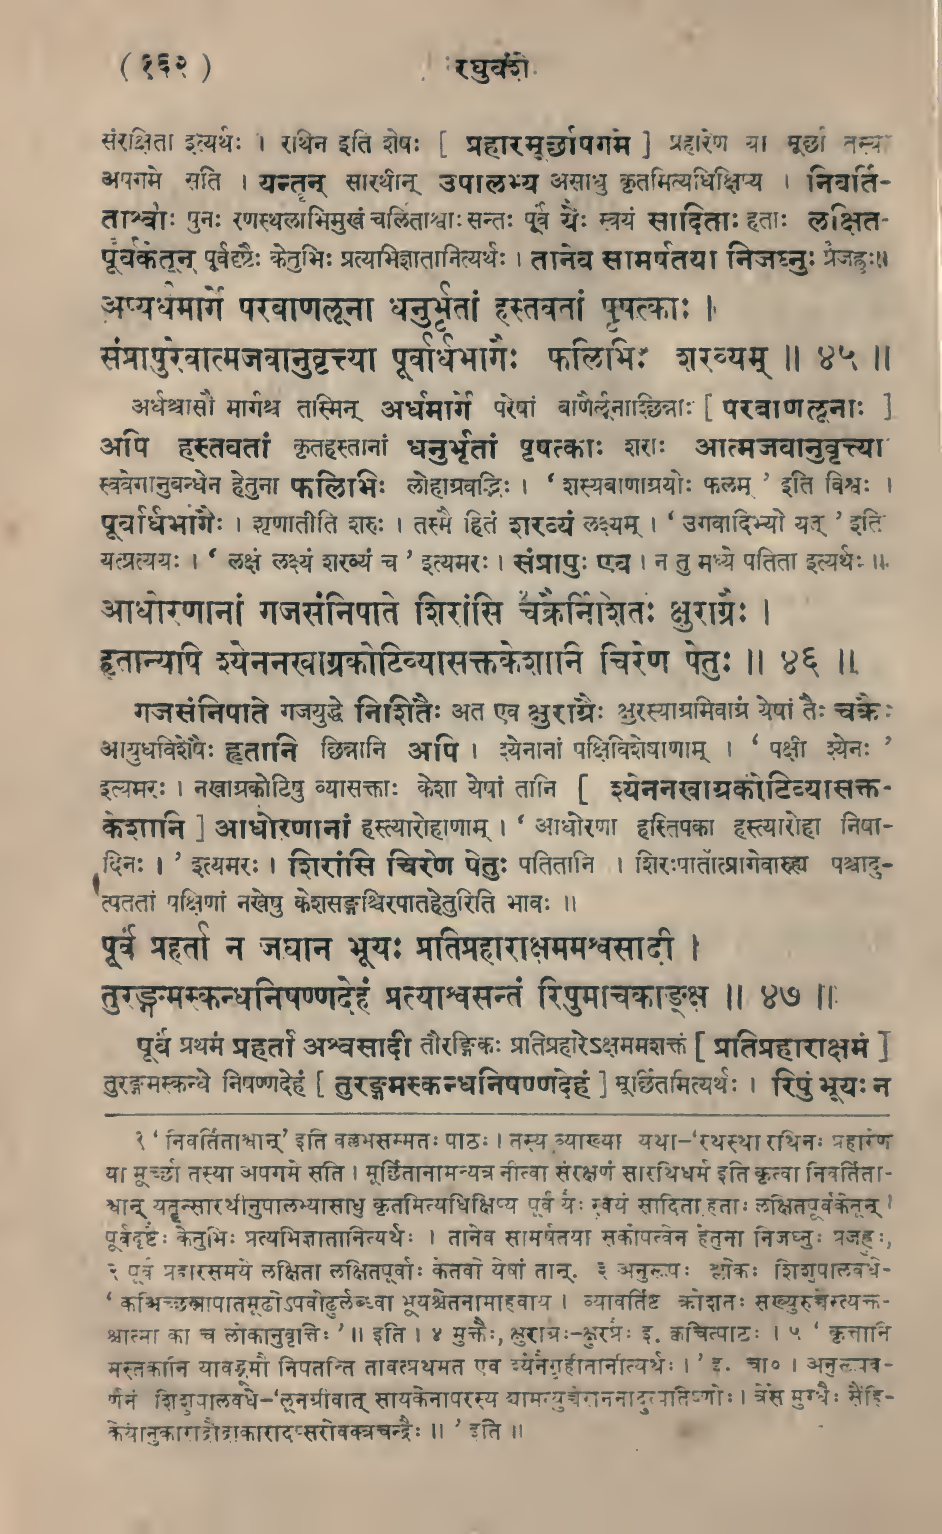 ( १६२ ) रघुवंशे
संरक्षिता इत्यर्थः । रथिन इति शेषः [ प्रहारमूर्छापगमे ] प्रहारेण या मूर्छा तस्या
अपगमे सति । यन्तॄन् सारथीन् उपालभ्य असाधु कृतमित्यधिक्षिप्य । निवर्ति-
ताश्वाः पुनः रणस्थलाभिमुखं चलिताश्वाः सन्तः पूर्वं यैः स्वयं सादिताः हताः लक्षित-
पूर्वकेतून् पूर्वदृष्टैः केतुभिः प्रत्यभिज्ञातानित्यर्थः । तानेव सामर्षतया निजघ्नुः प्रजह्रुः॥
अप्यर्धमार्गे परबाणलूना धनुर्भृतां हस्तवतां पृषत्काः ।
संप्रापुरेवात्मजवानुवृत्त्या पूर्वार्धभागैः फलिभिः शरव्यम् ॥ ४५ ॥
अर्धश्चासौ मार्गश्च तस्मिन् अर्धमार्गे परेषां बाणैर्लूनाश्छिन्नाः [ परबाणलूनाः ]
अपि हस्तवतां कृतहस्तानां धनुर्भृतां पृषत्काः शराः आत्मजवानुवृत्त्या
स्ववेगानुबन्धेन हेतुना फलिभिः लोहाग्रवद्भिः । ‘ शस्यबाणाग्रयोः फलम् ’ इति विश्वः ।
पूर्वार्धभागैः । शृणातीति शरुः । तस्मै हितं शरव्यं लक्ष्यम् । ‘ उगवादिभ्यो यत् ’ इति
यत्प्रत्ययः । ‘ लक्षं लक्ष्यं शरव्यं च ’ इत्यमरः । संप्रापुः एव । न तु मध्ये पतिता इत्यर्थः ॥
आधोरणानां गजसंनिपाते शिरांसि चक्रैर्निशितैः क्षुराग्रैः ।
हृतान्यपि श्येननखाग्रकोटिव्यासक्तकेशानि चिरेण पेतुः ॥ ४६ ॥
गजसंनिपाते गजयुद्धे निशितैः अत एव क्षुराग्रैः क्षुरस्याग्रमिवाग्रं येषां तैः चक्रैः
आयुधविशेषैः हृतानि छिन्नानि अपि । श्येनानां पक्षिविशेषाणाम् । ‘ पक्षी श्येनः ’
इत्यमरः । नखाग्रकोटिषु व्यासक्ताः केशा येषां तानि [ श्येननखाग्रकोटिव्यासक्त-
केशानि ] आधोरणानां हस्त्यारोहाणाम् । ‘ आधोरणा हस्तिपका हस्त्यारोहा निषा-
दिनः । ’ इत्यमरः । शिरांसि चिरेण पेतुः पतितानि । शिरःपातात्प्रागेवारुह्य पश्चादु-
त्पततां पक्षिणां नखेषु केशसङ्गश्चिरपातहेतुरिति भावः ॥
पूर्वं प्रहर्ता न जघान भूयः प्रतिप्रहाराक्षममश्वसादी ।
तुरङ्गमस्कन्धनिषण्णदेहं प्रत्याश्वसन्तं रिपुमाचकाङ्क्ष ॥ ४७ ॥
पूर्वं प्रथमं प्रहर्ता अश्वसादी तौरङ्गिकः प्रतिप्रहारेऽक्षममशक्तं [ प्रतिप्रहाराक्षमं ]
तुरङ्गमस्कन्धे निषण्णदेहं [ तुरङ्गमस्कन्धनिषण्णदेहं ] मूर्छितमित्यर्थः । रिपुं भूयः न
१ ‘ निवर्तिताश्वान्’ इति वल्लभसम्मतः पाठः । तस्य व्याख्या यथा–‘रथस्था रथिनः प्रहारेण
या मूर्च्छा तस्या अपगमे सति । मूर्छितानामन्यत्र नीत्वा संरक्षणं सारथिधर्म इति कृत्वा निवर्तिता-
श्वान् यतॄन्सारथीनुपालभ्यासाधु कृतमित्यधिक्षिप्य पूर्वं यैः स्वयं सादिता हताः लक्षितपूर्वकेतून् ’
पूर्वदृष्टैः केतुभिः प्रत्यभिज्ञातानित्यर्थः । तानेव सामर्षतया सकोपत्वेन हेतुना निजघ्नुः प्रजह्रुः,
२ पूर्वं प्रहारसमये लक्षिता लक्षितपूर्वाः केतवो येषां तान्. ३ अनुरूपः श्लोकः शिशुपालवधे-
‘ कश्चिच्छस्त्रापातमूढोऽपवोढुर्लब्ध्वा भूयश्चेतनामाहवाय । व्यावर्तिष्ट क्रोशतः सख्युरुच्चैस्त्यक्त-
श्चात्मा का च लोकानुवृत्तिः ’॥ इति । ४ मुक्तैः, क्षुराग्रैः–क्षुरप्रैः इ. क्वचित्पाठः । ५ ‘ कृत्तानि
मस्तकानि यावद्भूमौ निपतन्ति तावत्प्रथमत एव श्येनैर्गृहीतानीत्यर्थः । ’ इ. चा० । अनुरूपव-
र्णनं शिशुपालवधे–‘लूनग्रीवात् सायकेनापरस्य द्यामत्युच्चैराननादुत्पतिष्णोः । त्रेसे मुग्धैः सैंहि-
केयानुकाराद्रौद्राकारादप्सरोवक्त्रचन्द्रैः ॥ ’ इति ॥